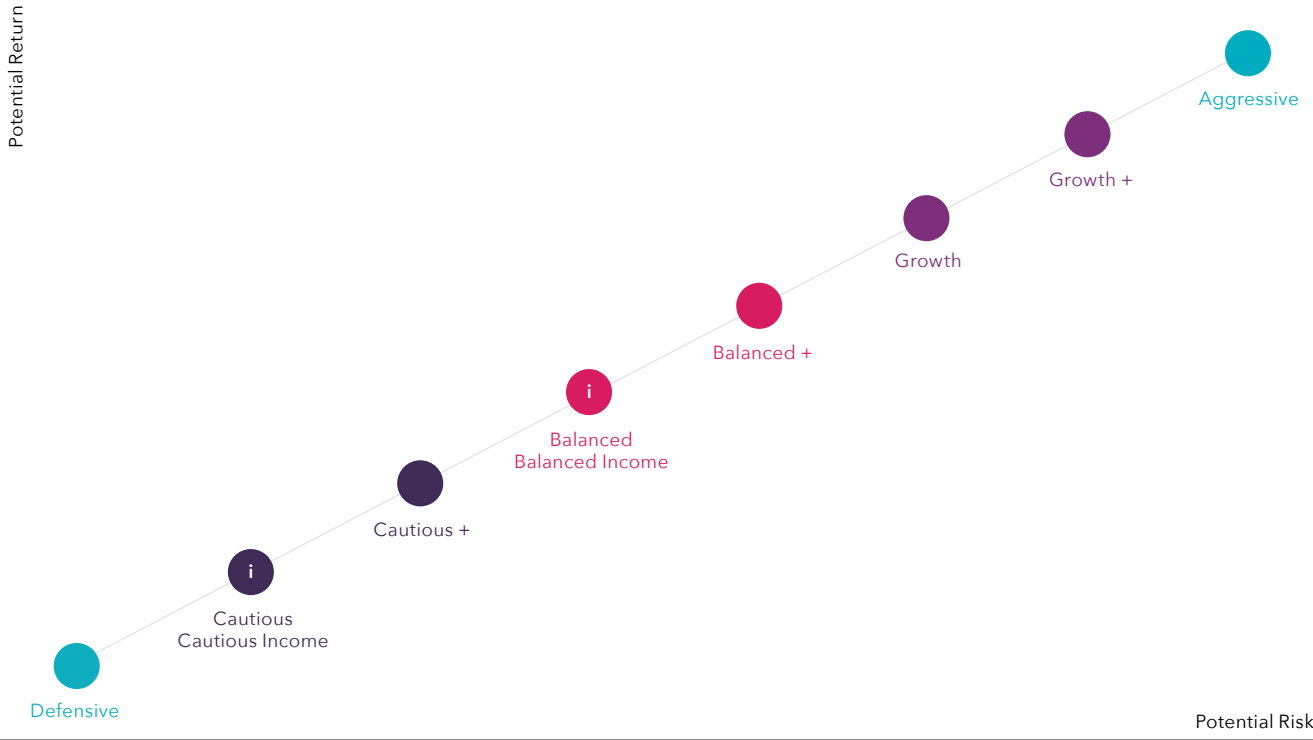 Potential Return
Aggressive
Growth +
Growth
Balanced +
i
Balanced
Balanced Income
Cautious +
i
Cautious
Cautious Income
Defensive
Potential Risk